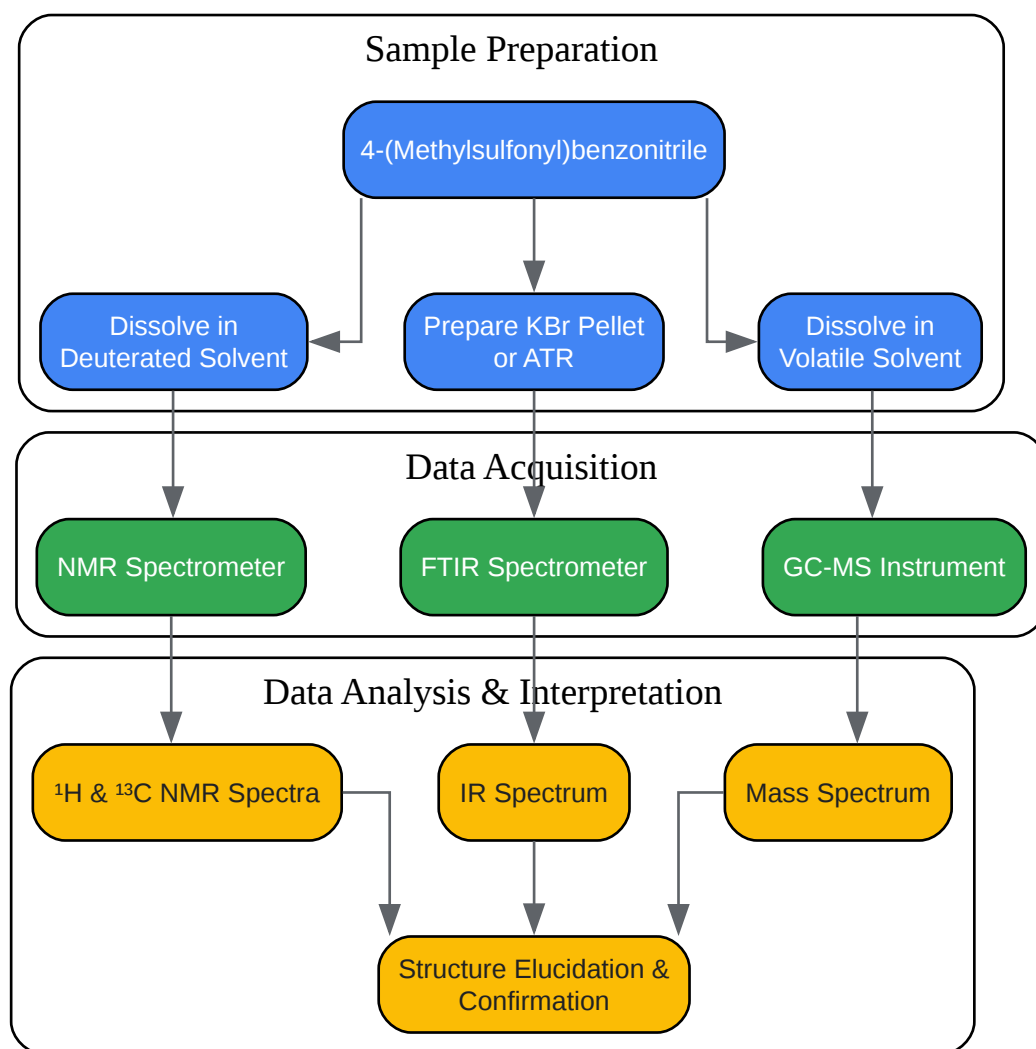 Sample Preparation
4-(Methylsulfonyl)benzonitrile
Dissolve in
Deuterated Solvent
Prepare KBr Pellet
or ATR
Dissolve in
Volatile Solvent
Data Acquisition
NMR Spectrometer
FTIR Spectrometer
GC-MS Instrument
Data Analysis & Interpretation
¹H & ¹³C NMR Spectra
IR Spectrum
Mass Spectrum
Structure Elucidation &
Confirmation